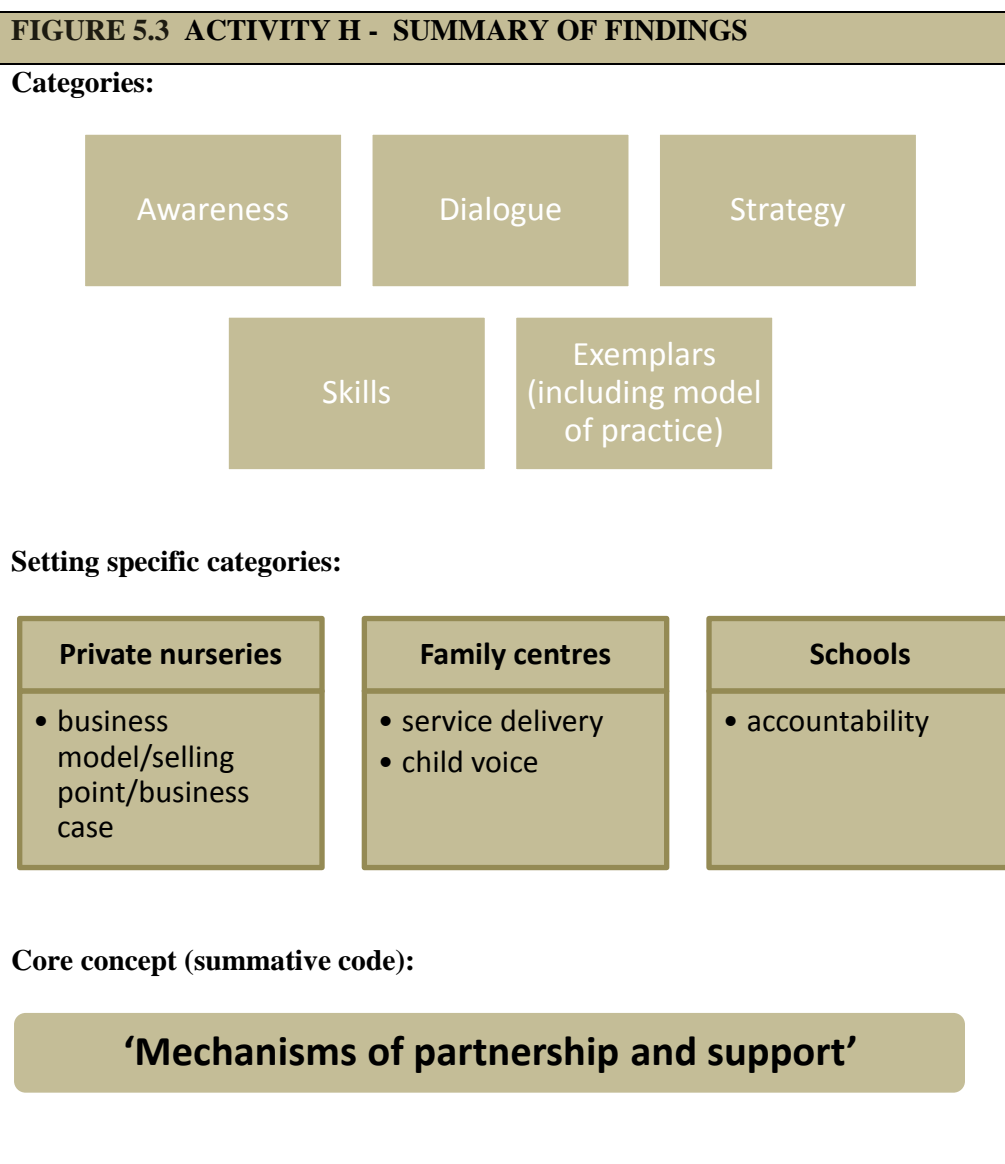 FIGURE 5.3 ACTIVITY H - SUMMARY OF FINDINGS
Categories:
Awareness
Dialogue
Strategy
Skills
Exemplars
(including model
of practice)
Setting specific categories:
Private nurseries
• business
model/selling
point/business
case
Family centres
• service delivery
• child voice
Schools
• accountability
Core concept (summative code):
‘Mechanisms of partnership and support’